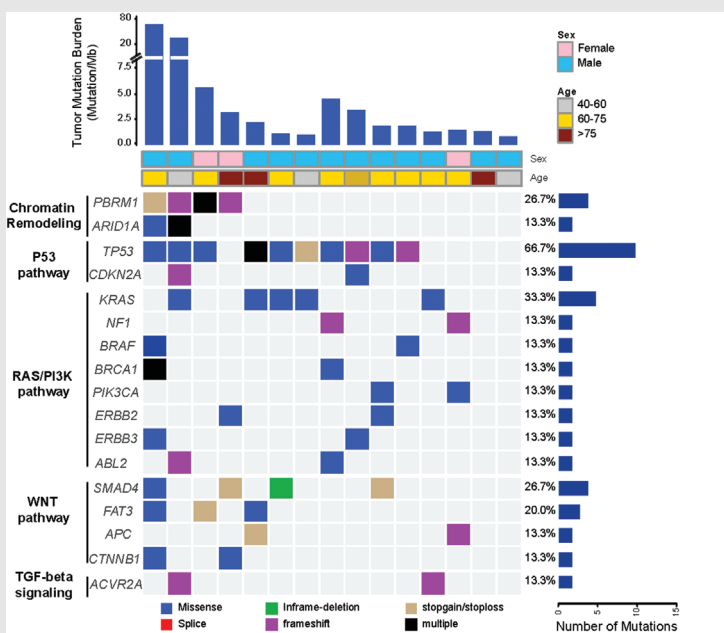 Tumor Mutation Burden
(Mutation/Mb)
80
20
7.5
5.0
2.5
0.0
Sex
Female
Male
Age
40-60
60-75
>75
Sex
Age
Chromatin
Remodeling
PBRM1 26.7%
ARID1A 13.3%
P53
pathway
TP53 66.7%
CDKN2A 13.3%
RAS/PI3K
pathway
KRAS 33.3%
NF1 13.3%
BRAF 13.3%
BRCA1 13.3%
PIK3CA 13.3%
ERBB2 13.3%
ERBB3 13.3%
ABL2 13.3%
WNT
pathway
SMAD4 26.7%
FAT3 20.0%
APC 13.3%
CTNNB1 13.3%
TGF-beta
signaling
ACVR2A 13.3%
Missense
Inframe-deletion
stopgain/stoploss
Splice
frameshift
multiple
0 5 10 15
Number of Mutations